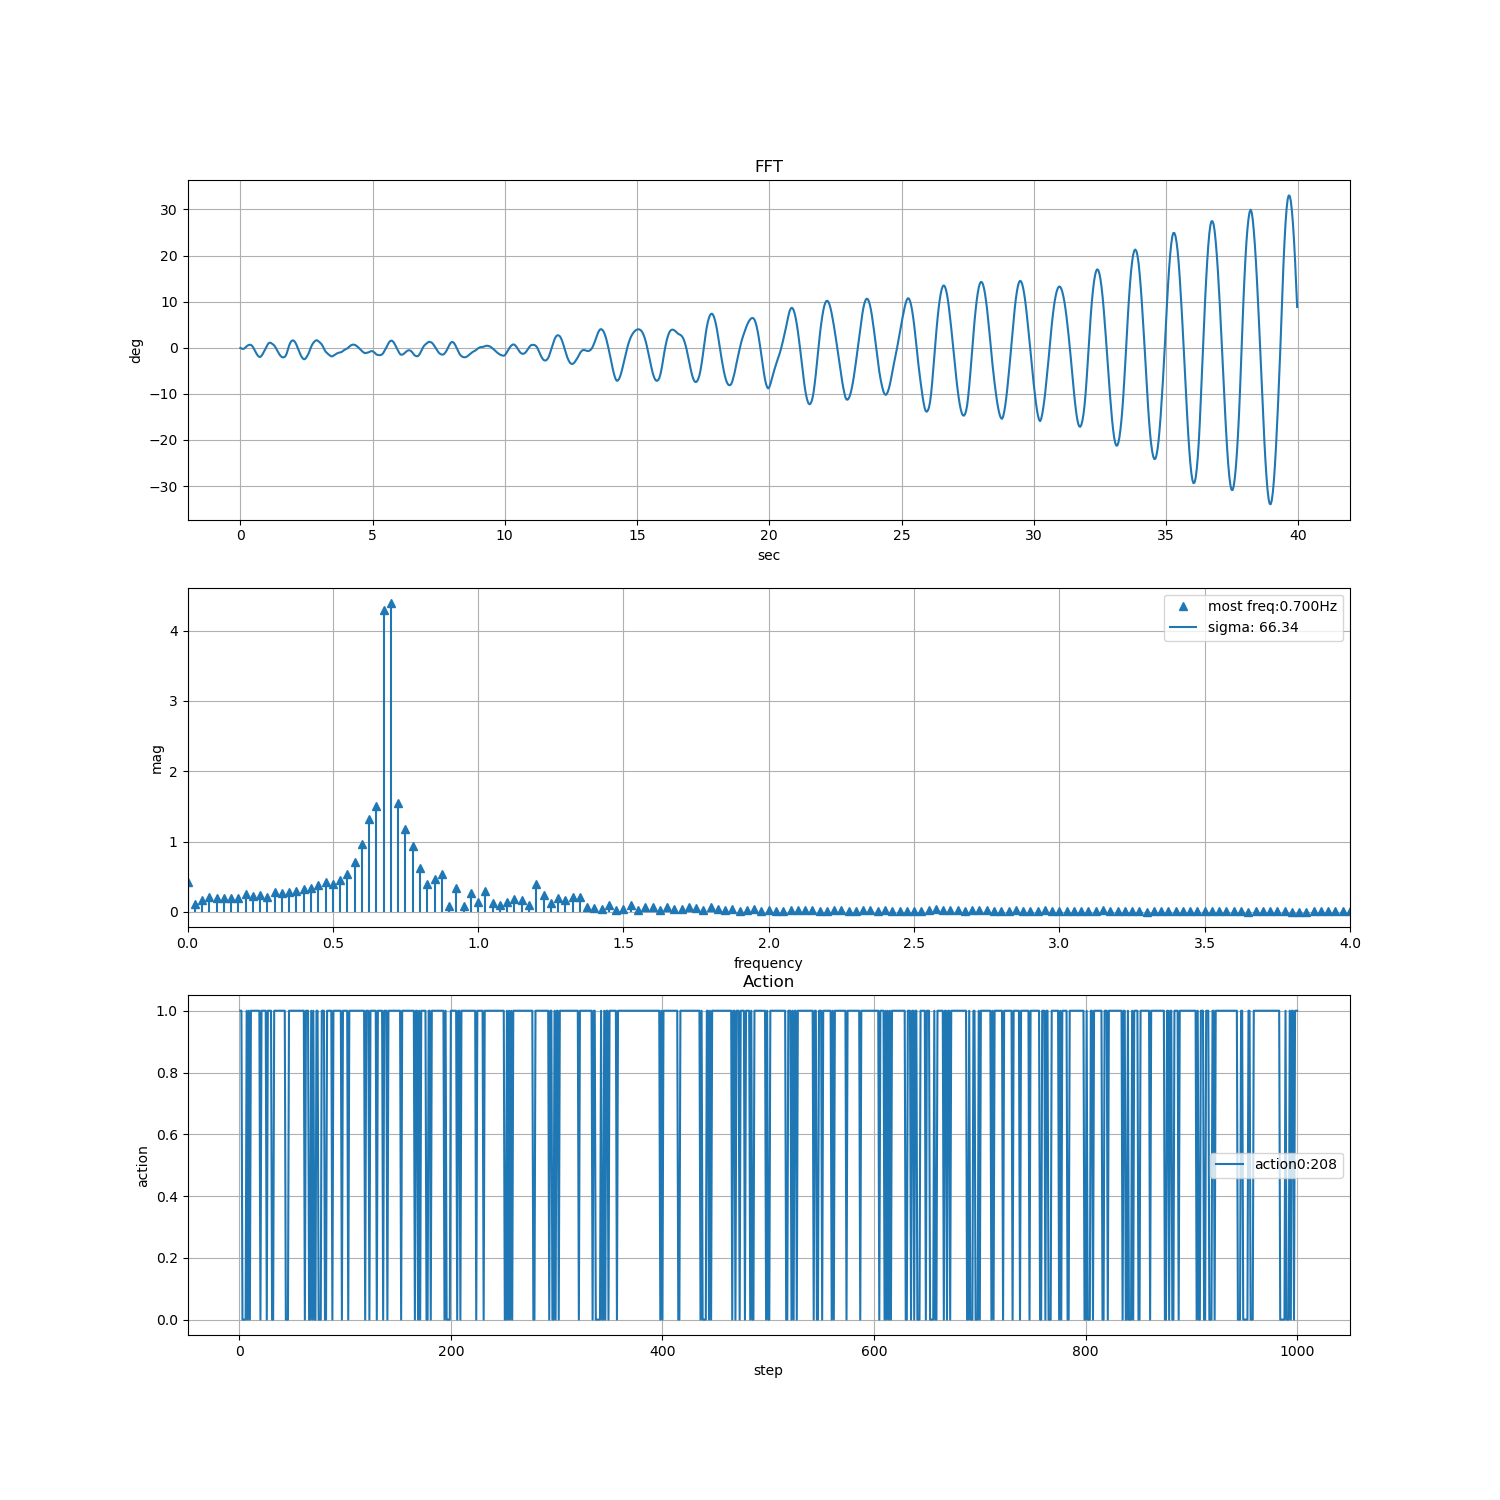 FFT
30
20
10
0
−10
−20
−30
deg
0 5 10 15 20 25 30 35 40
sec
most freq:0.700Hz
sigma: 66.34
4
3
2
1
0
mag
0.0 0.5 1.0 1.5 2.0 2.5 3.0 3.5 4.0
frequency
Action
1.0
0.8
0.6
0.4
0.2
0.0
action
action0:208
0 200 400 600 800 1000
step